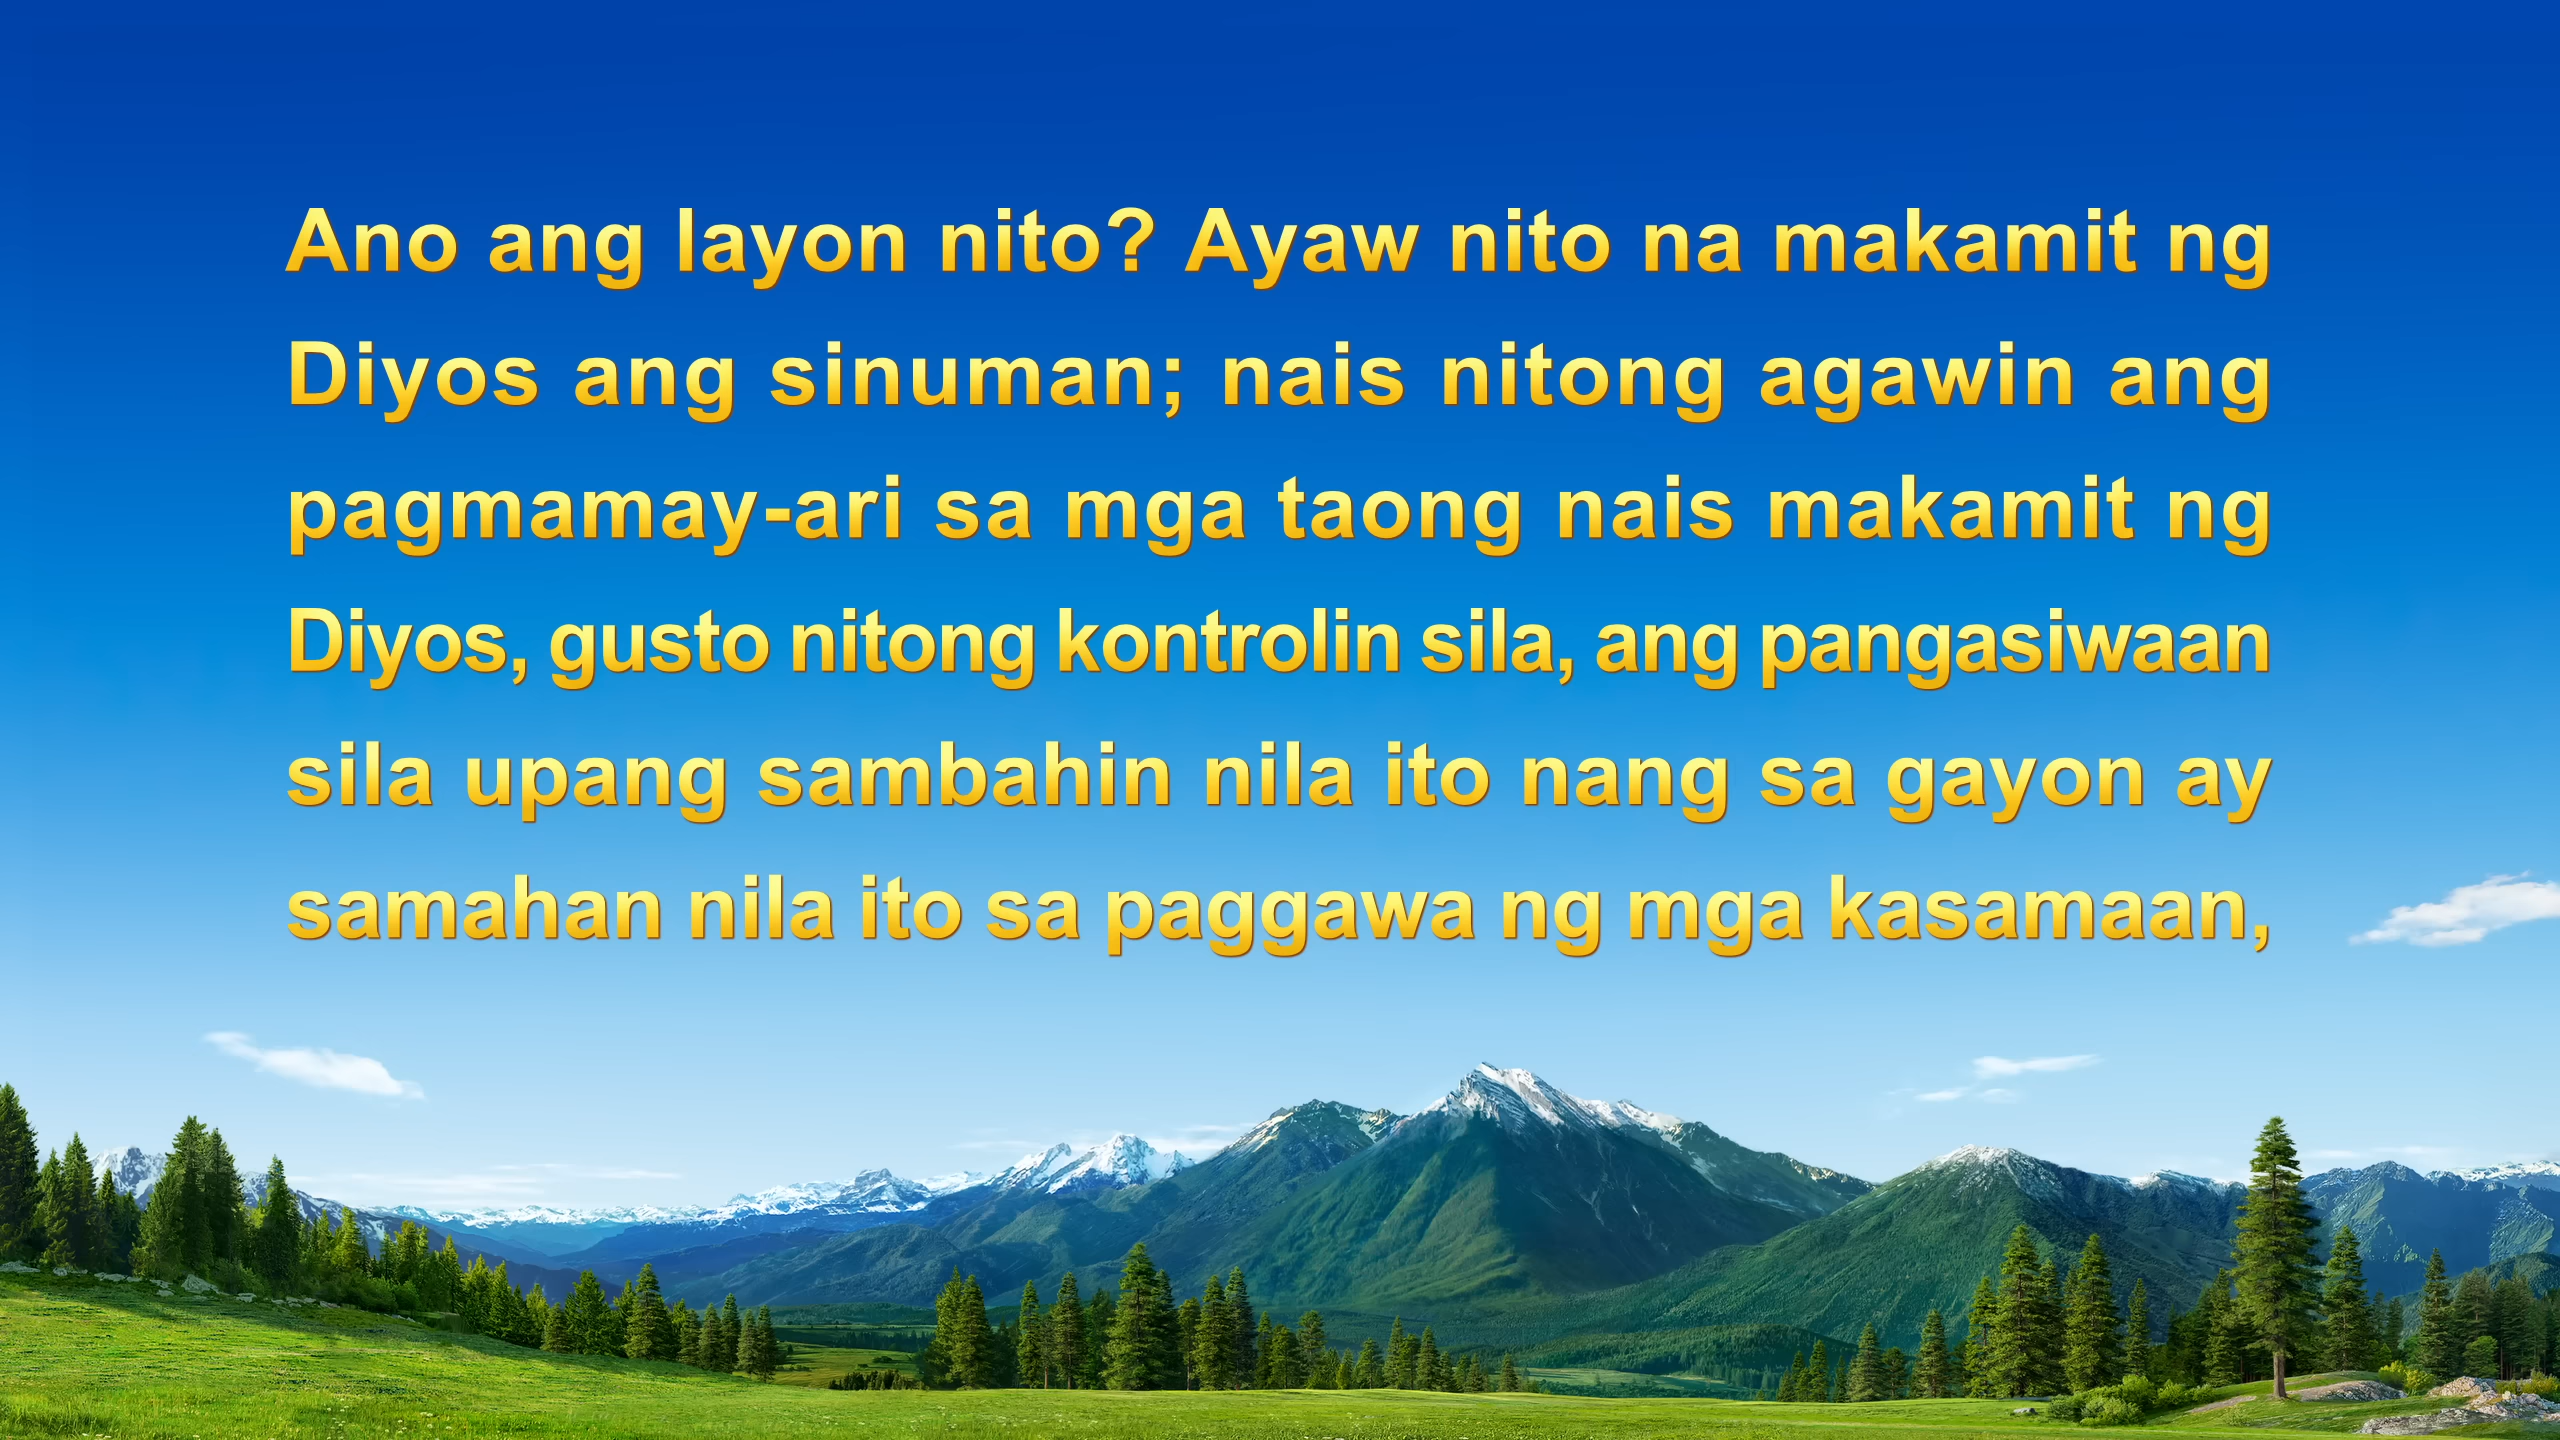 Ano ang layon nito? Ayaw nito na makamit ng
Diyos ang sinuman; nais nitong agawin ang
pagmamay-ari sa mga taong nais makamit ng
Diyos, gusto nitong kontrolin sila, ang pangasiwaan
sila upang sambahin nila ito nang sa gayon ay
samahan nila ito sa paggawa ng mga kasamaan,